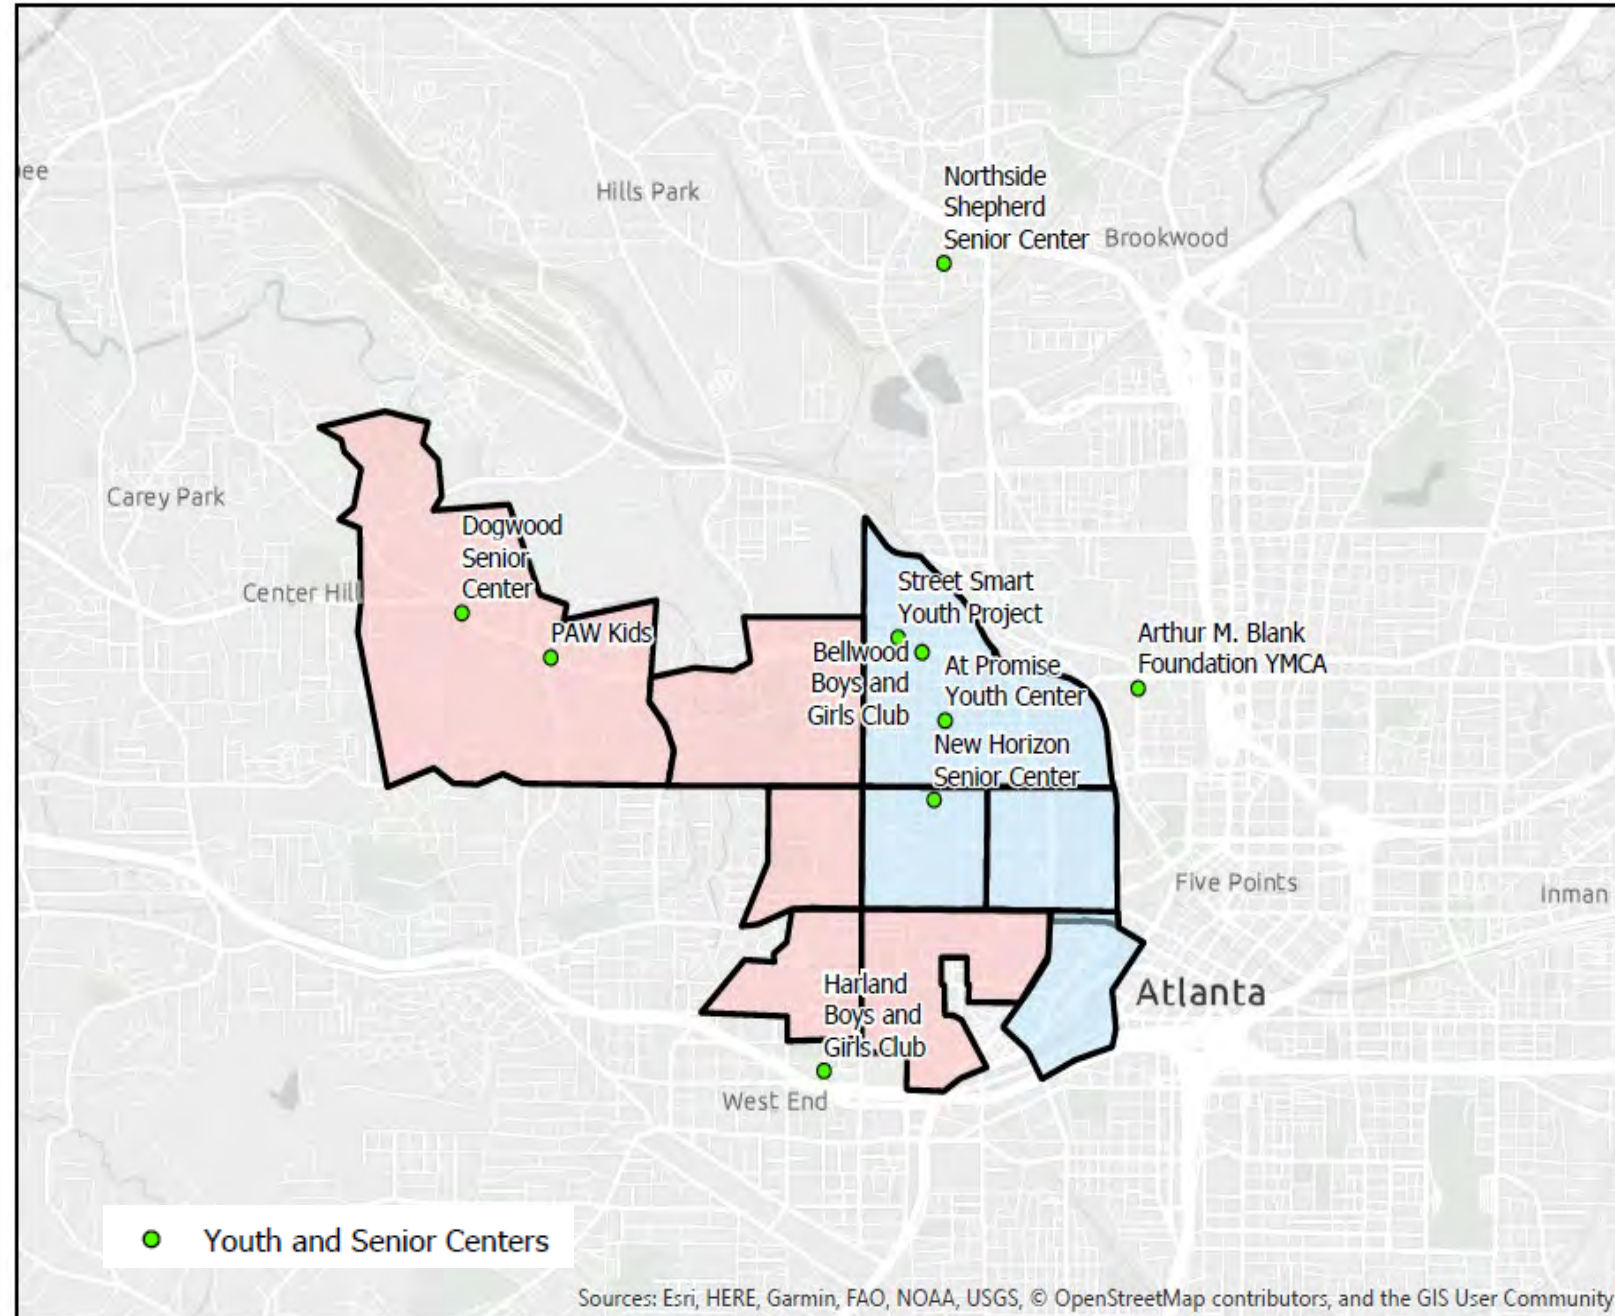 ee
Hills Park
Northside
Shepherd
Senior Center
Brookwood
Carey Park
Dogwood
Senior
Center
Center Hill
PAW Kids
Street Smart
Youth Project
Bellwood
Boys and
Girls Club
At Promise
Youth Center
Arthur M. Blank
Foundation YMCA
New Horizon
Senior Center
Five Points
Inman
Harland
Boys and
Girls Club
Atlanta
West End
Youth and Senior Centers
Sources: Esri, HERE, Garmin, FAO, NOAA, USGS, © OpenStreetMap contributors, and the GIS User Community